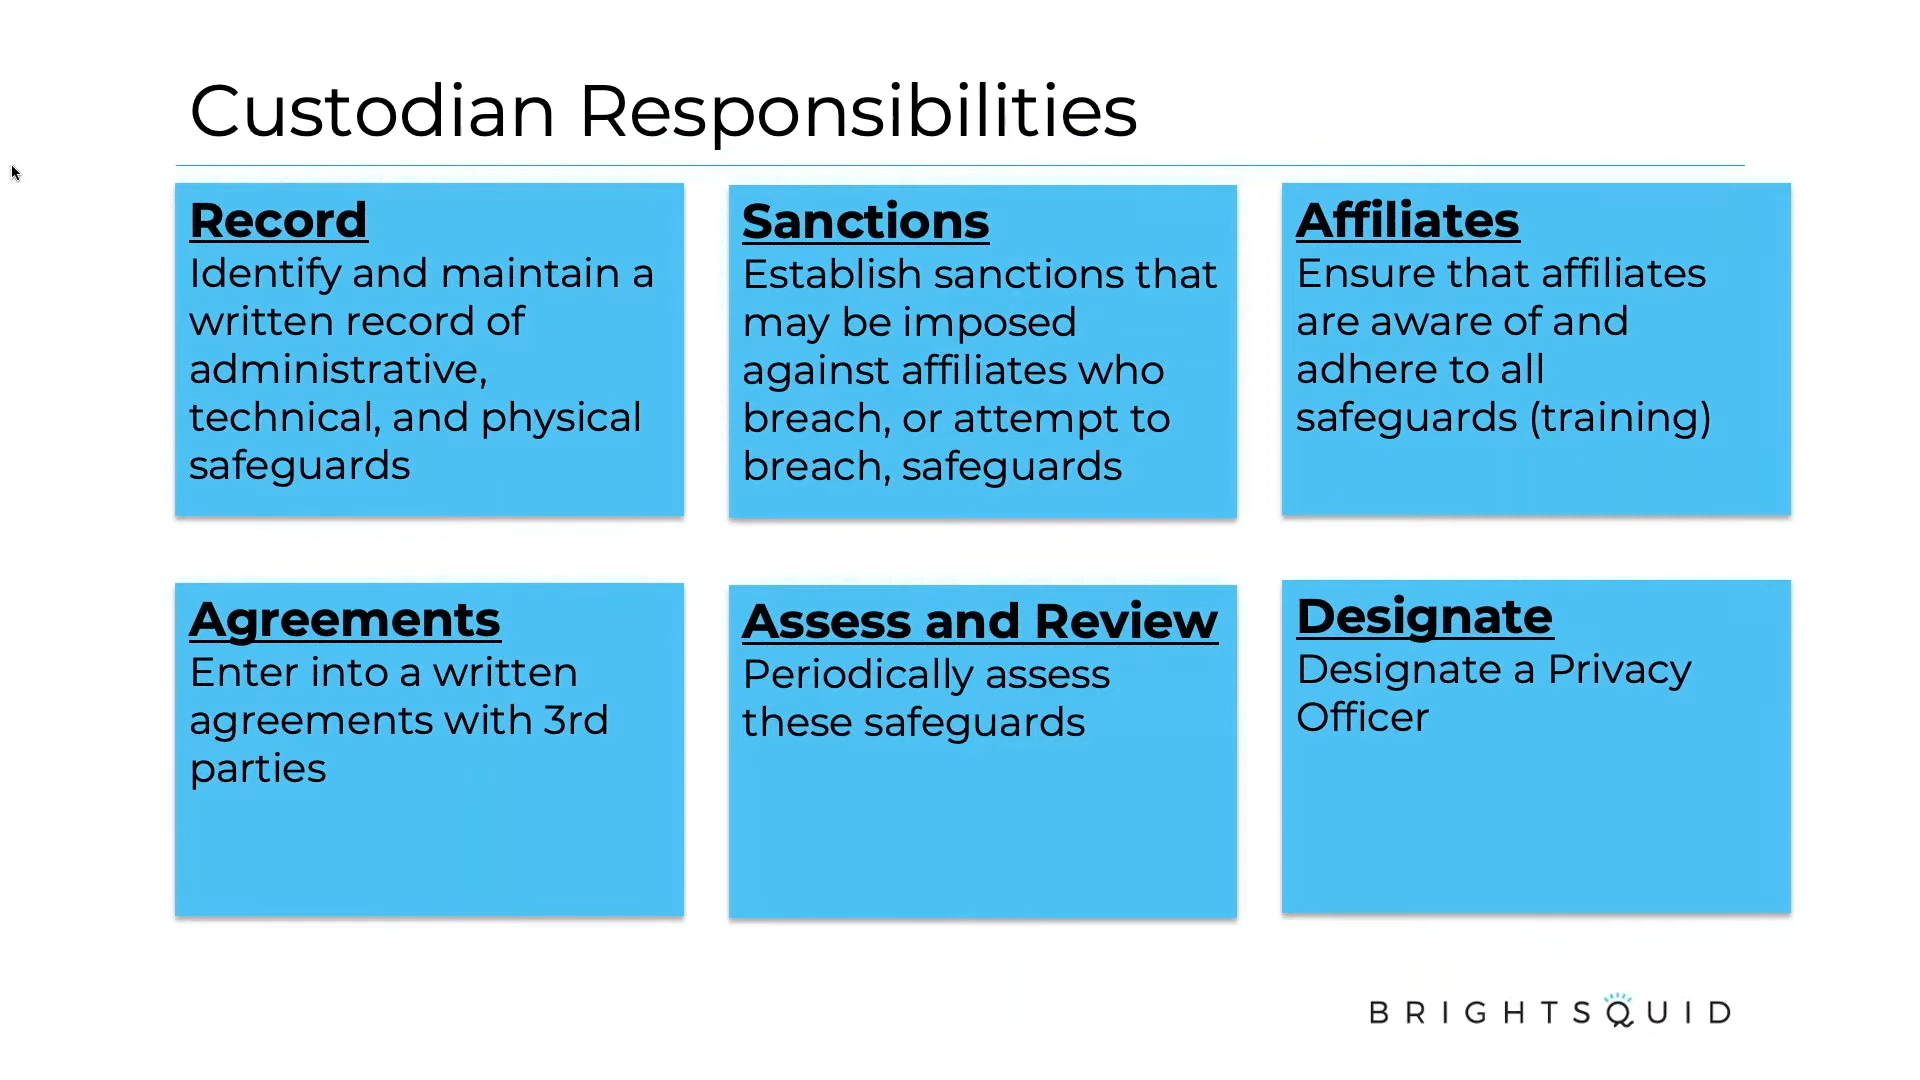 Custodian Responsibilities
Record
Identify and maintain a
written record of
administrative,
technical, and physical
safeguards
Sanctions
Establish sanctions that
may be imposed
against affiliates who
breach, or attempt to
breach, safeguards
Affiliates
Ensure that affiliates
are aware of and
adhere to all
safeguards (training)
Agreements
Enter into a written
agreements with 3rd
parties
Assess and Review
Periodically assess
these safeguards
Designate
Designate a Privacy
Officer
BRIGHTSQUID